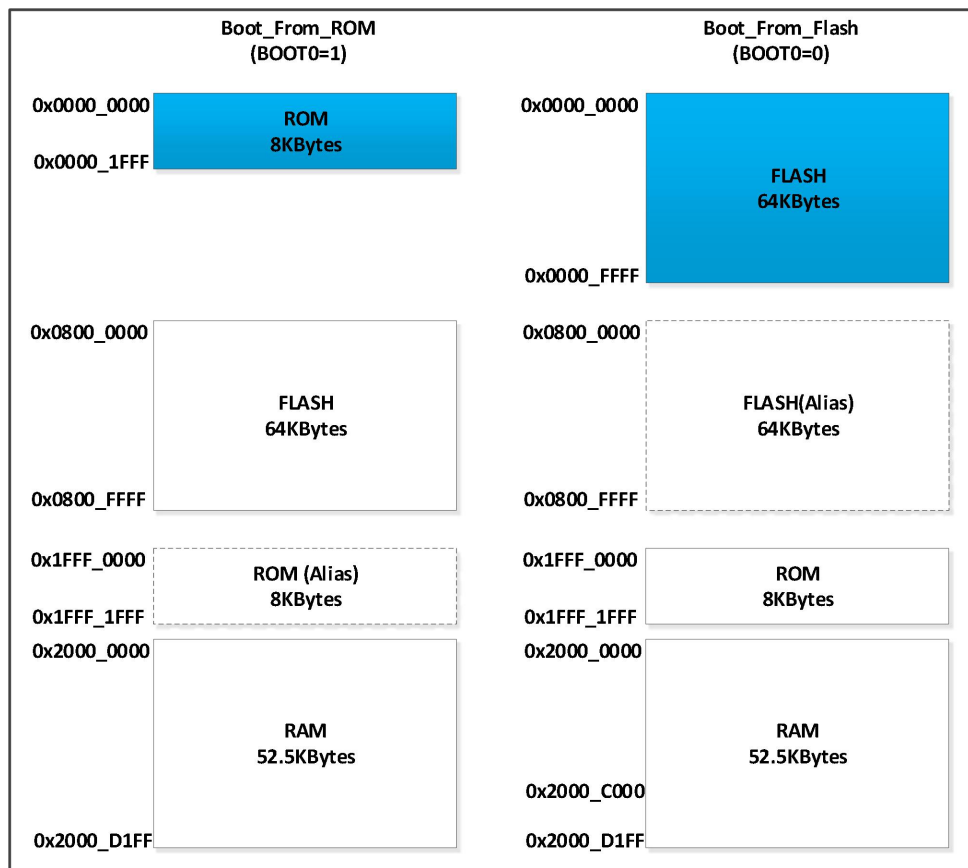 Boot_From_ROM
(BOOT0=1)
0x0000_0000
ROM
8KBytes
0x0000_1FFF
0x0800_0000
FLASH
64KBytes
0x0800_FFFF
0x1FFF_0000
ROM (Alias)
8KBytes
0x1FFF_1FFF
0x2000_0000
RAM
52.5KBytes
0x2000_D1FF
Boot_From_Flash
(BOOT0=0)
0x0000_0000
FLASH
64KBytes
0x0000_FFFF
0x0800_0000
FLASH(Alias)
64KBytes
0x0800_FFFF
0x1FFF_0000
ROM
8KBytes
0x1FFF_1FFF
0x2000_0000
RAM
52.5KBytes
0x2000_C000
0x2000_D1FF